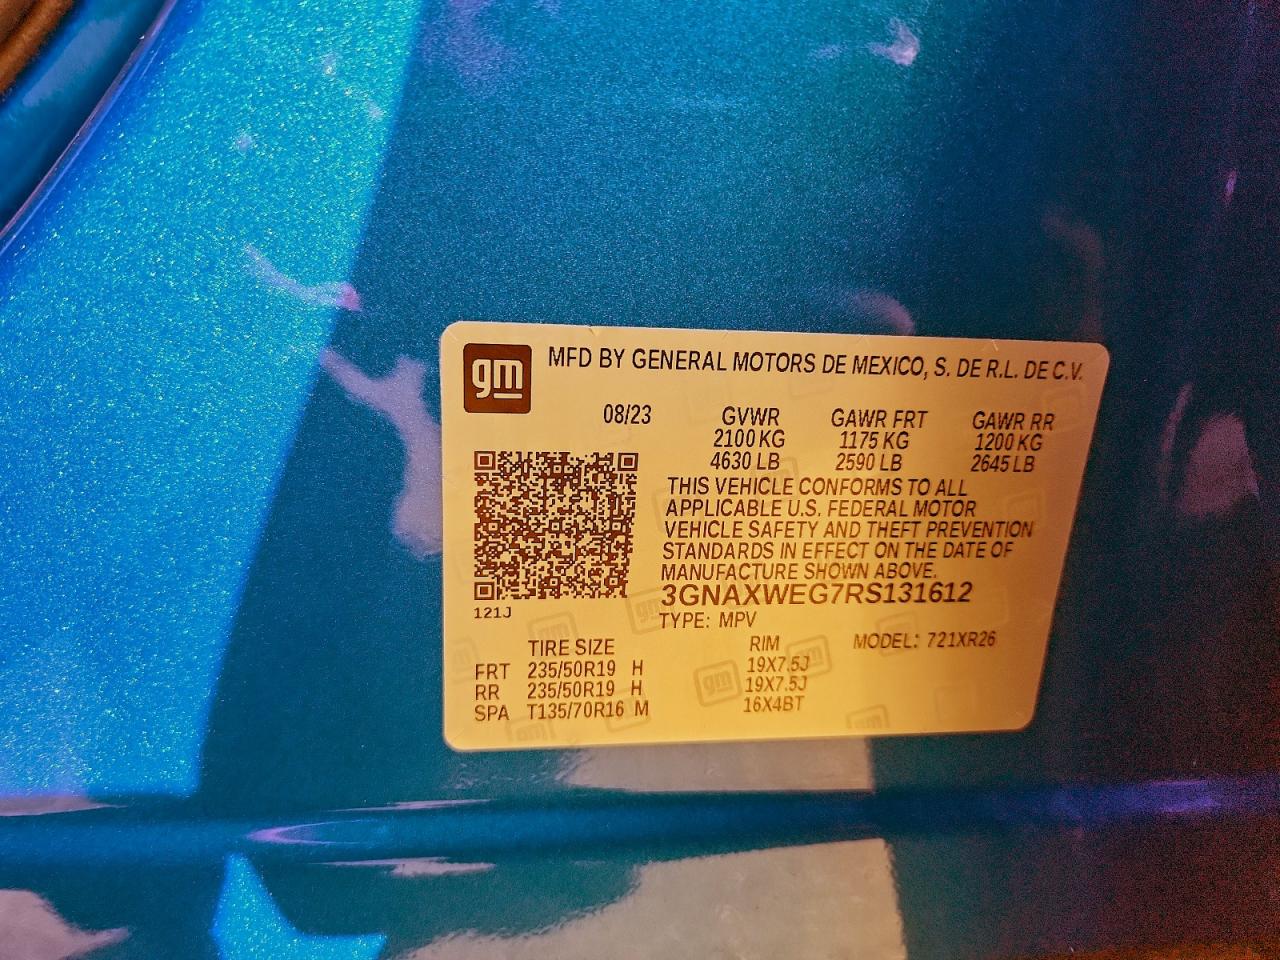 gm
MFD BY GENERAL MOTORS DE MEXICO, S. DE R.L. DE C.V.
08/23 GVWR GAWR FRT GAWR RR
2100 KG 1175 KG 1200 KG
4630 LB 2590 LB 2645 LB
THIS VEHICLE CONFORMS TO ALL
APPLICABLE U.S. FEDERAL MOTOR
VEHICLE SAFETY AND THEFT PREVENTION
STANDARDS IN EFFECT ON THE DATE OF
MANUFACTURE SHOWN ABOVE.
3GNAXWEG7RS131612
121J
TYPE: MPV
TIRE SIZE RIM MODEL: 721XR26
FRT 235/50R19 H 19X7.5J
RR 235/50R19 H 19X7.5J
SPA T135/70R16 M 16X4BT